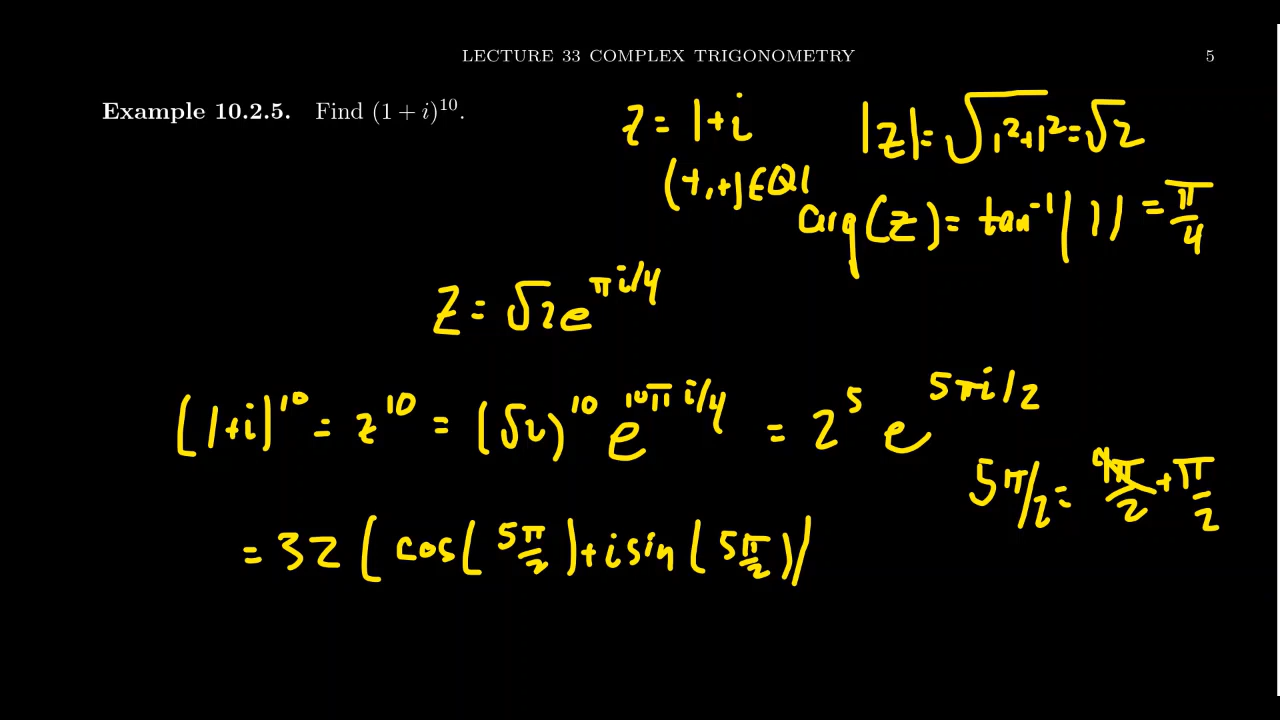 LECTURE 33 COMPLEX TRIGONOMETRY 5
Example 10.2.5. Find (1 + i)^10.
z = 1+i |z| = √(1²+1²) = √2
(+,+) ∈ Q1
arg(z) = tan⁻¹(1) = π/4
z = √2 e^(πi/4)
(1+i)^10 = z^10 = (√2)^10 e^(10πi/4) = 2^5 e^(5πi/2)
5π/2 = 4π/2 + π/2
= 32 ( cos( 5π/2 ) + i sin ( 5π/2 ))